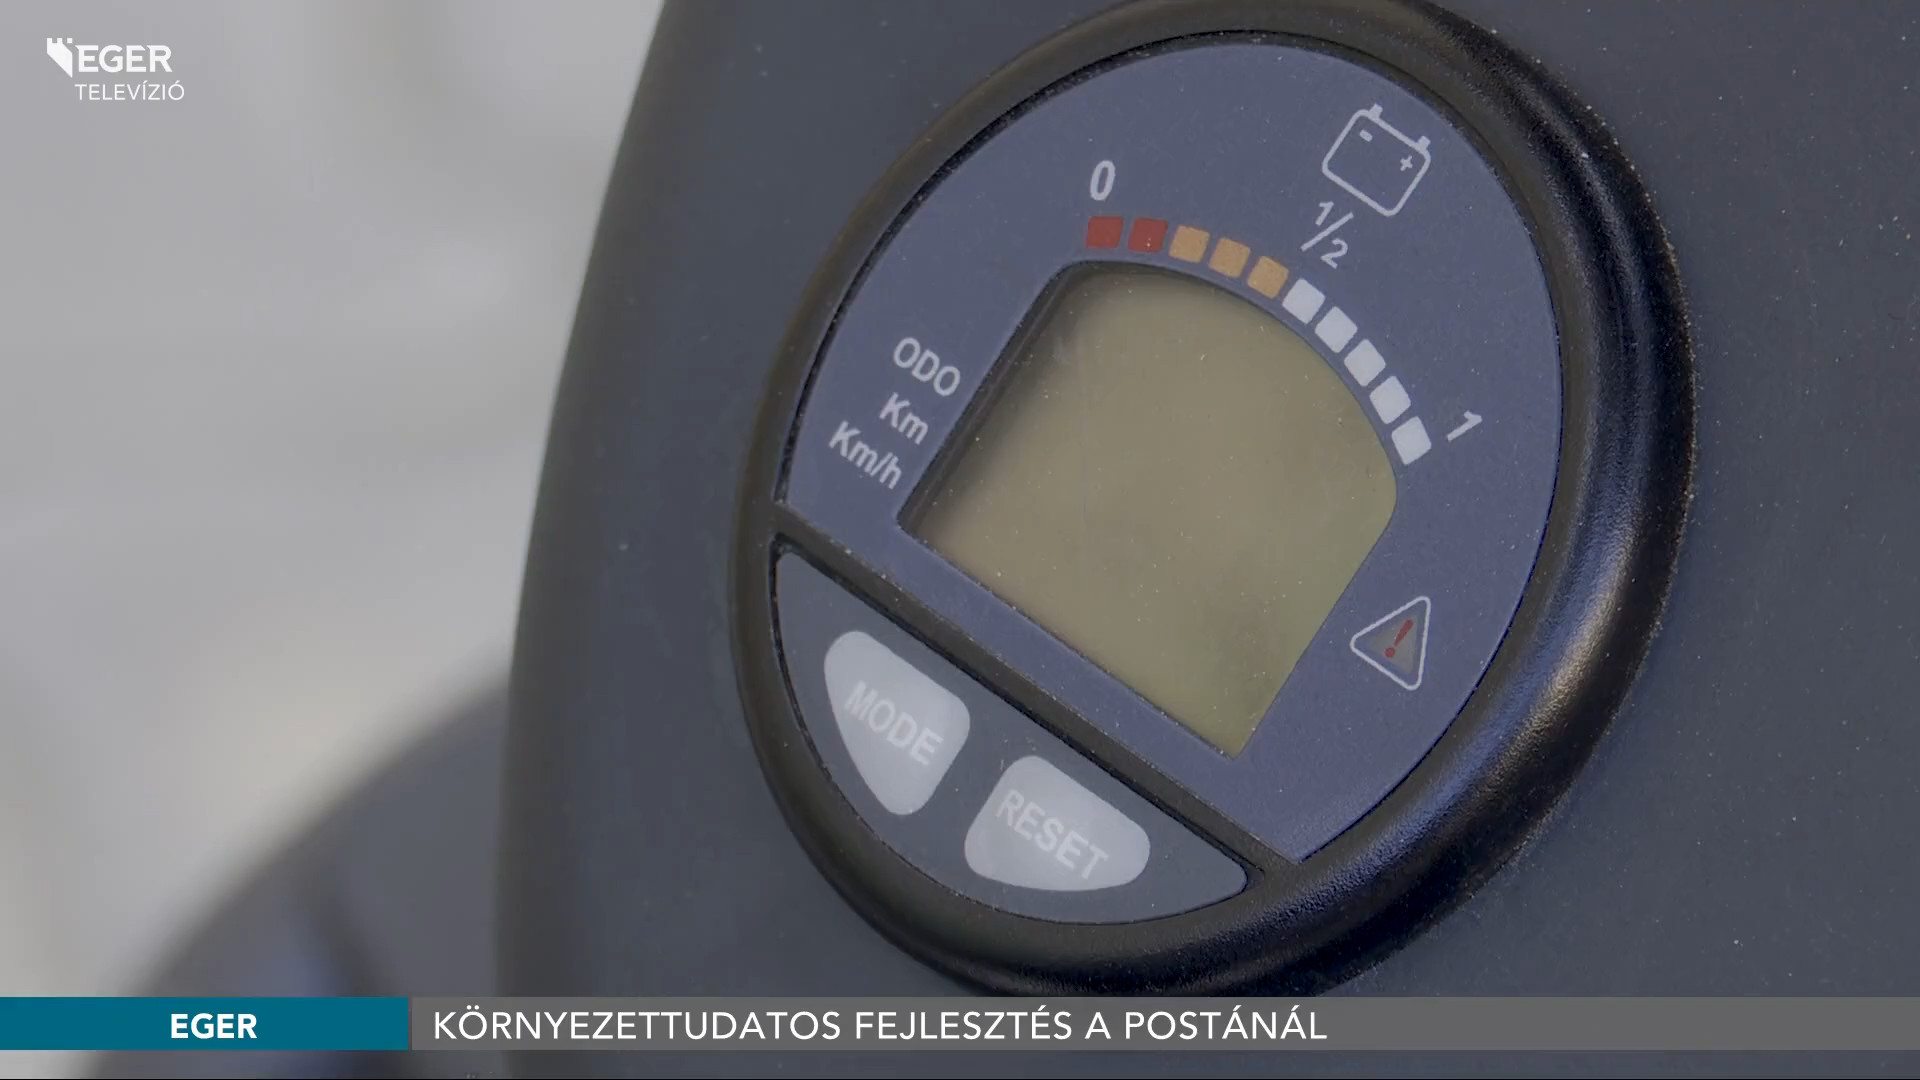 EGER
TELEVÍZIÓ
0
1/2
1
ODO
Km
Km/h
MODE
RESET
EGER
KÖRNYEZETTUDATOS FEJLESZTÉS A POSTÁNÁL